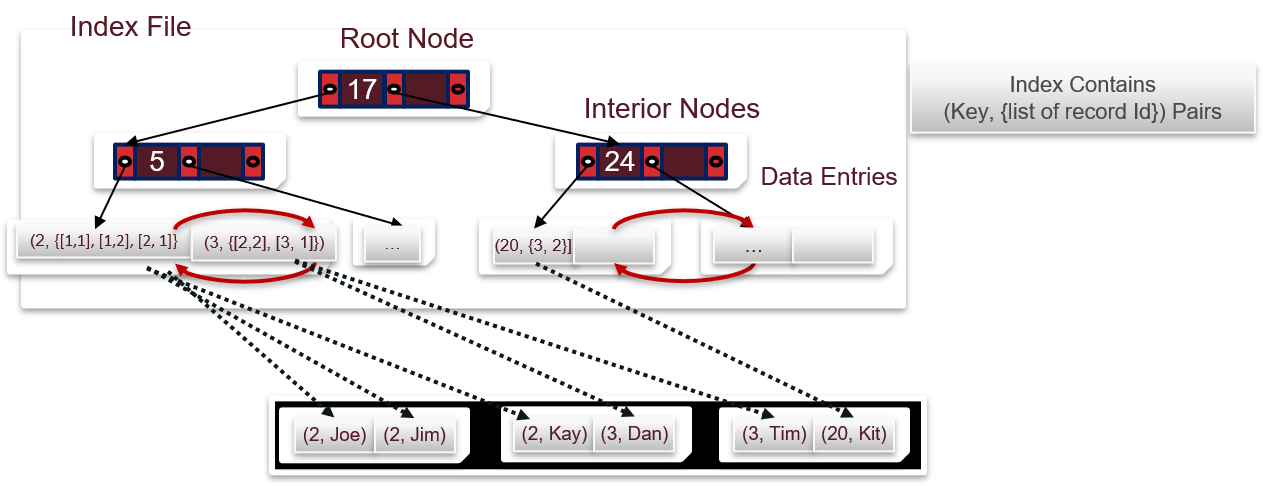 Index File
Root Node
17
Index Contains
(Key, {list of record Id}) Pairs
Interior Nodes
5
24
Data Entries
(2, {[1,1], [1,2], [2, 1]}
(3, {[2,2], [3, 1]})
...
(20, {3, 2}]
...
(2, Joe)
(2, Jim)
(2, Kay)
(3, Dan)
(3, Tim)
(20, Kit)